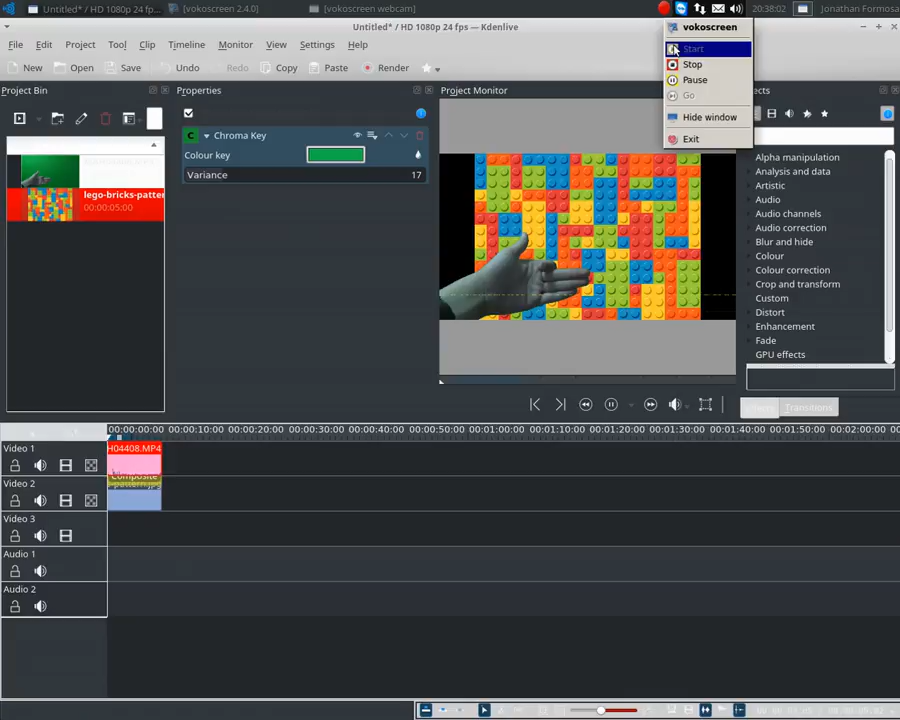 Untitled* / HD 1080p 24 fps ...
[vokoscreen 2.4.0]
[vokoscreen webcam]
20:38:02
Jonathan Formosa
Untitled* / HD 1080p 24 fps – Kdenlive
File Edit Project Tool Clip Timeline Monitor View Settings Help
New Open Save Undo Redo Copy Paste Render
vokoscreen
Start
Stop
Pause
Go
Hide window
Exit
Project Bin
lego-bricks-patter
00:00:05:00
Properties
C Chroma Key
Colour key
Variance 17
Project Monitor
Alpha manipulation
Analysis and data
Artistic
Audio
Audio channels
Audio correction
Blur and hide
Colour
Colour correction
Crop and transform
Custom
Distort
Enhancement
Fade
GPU effects
Transitions
00:00:00:00 00:00:10:00 00:00:20:00 00:00:30:00 00:00:40:00 00:00:50:00 00:01:00:00 00:01:10:00 00:01:20:00 00:01:30:00 00:01:40:00 00:01:50:00 00:02:00:00
Video 1
H04408.MP4
Composite
Video 2
Video 3
Audio 1
Audio 2